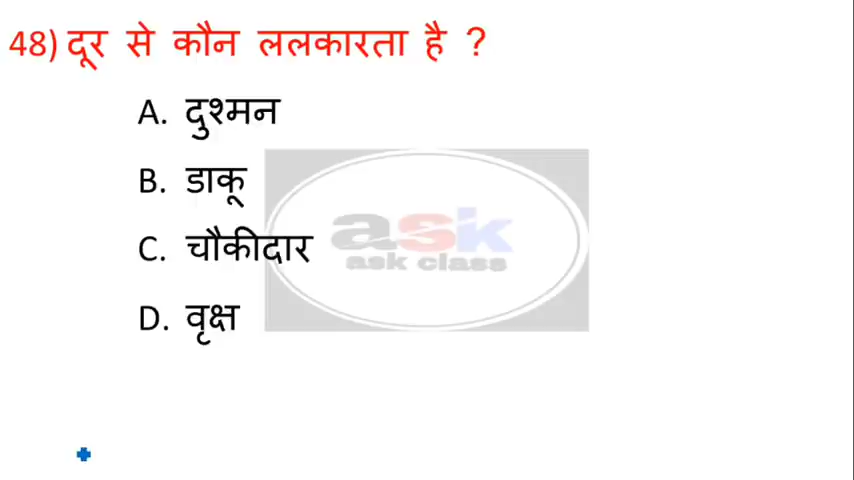 48) दूर से कौन ललकारता है ?
A. दुश्मन
B. डाकू
C. चौकीदार
D. वृक्ष
ask
ask class